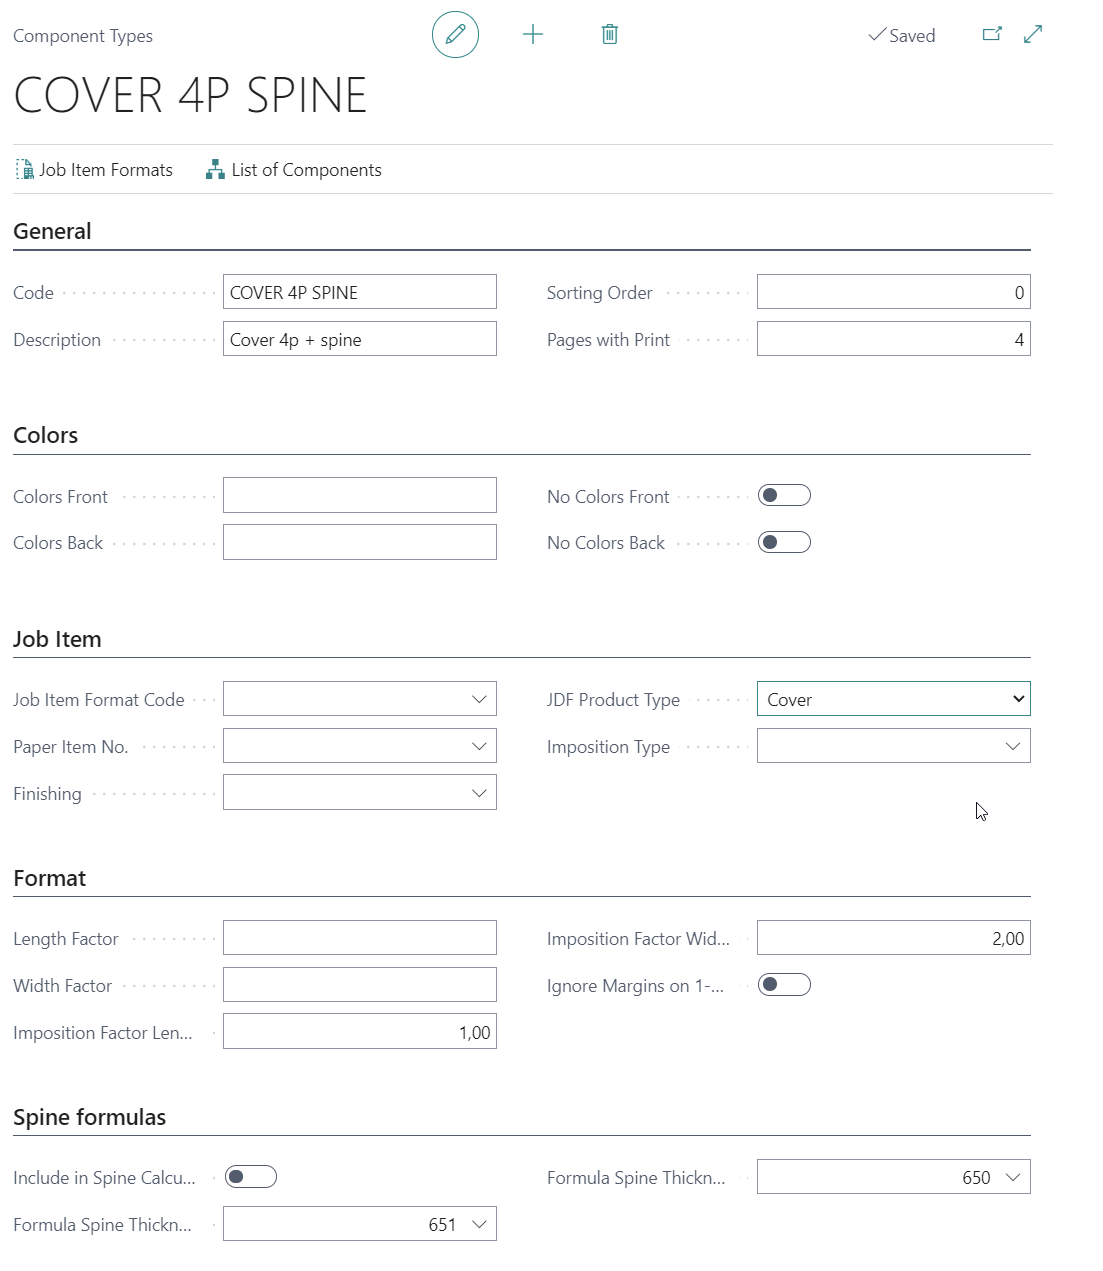 Component Types
Saved
COVER 4P SPINE
Job Item Formats List of Components
General
Code COVER 4P SPINE Sorting Order 0
Description Cover 4p + spine Pages with Print 4
Colors
Colors Front No Colors Front
Colors Back No Colors Back
Job Item
Job Item Format Code JDF Product Type Cover
Paper Item No. Imposition Type
Finishing
Format
Length Factor Imposition Factor Wid... 2,00
Width Factor Ignore Margins on 1-...
Imposition Factor Len... 1,00
Spine formulas
Include in Spine Calcu... Formula Spine Thickn... 650
Formula Spine Thickn... 651